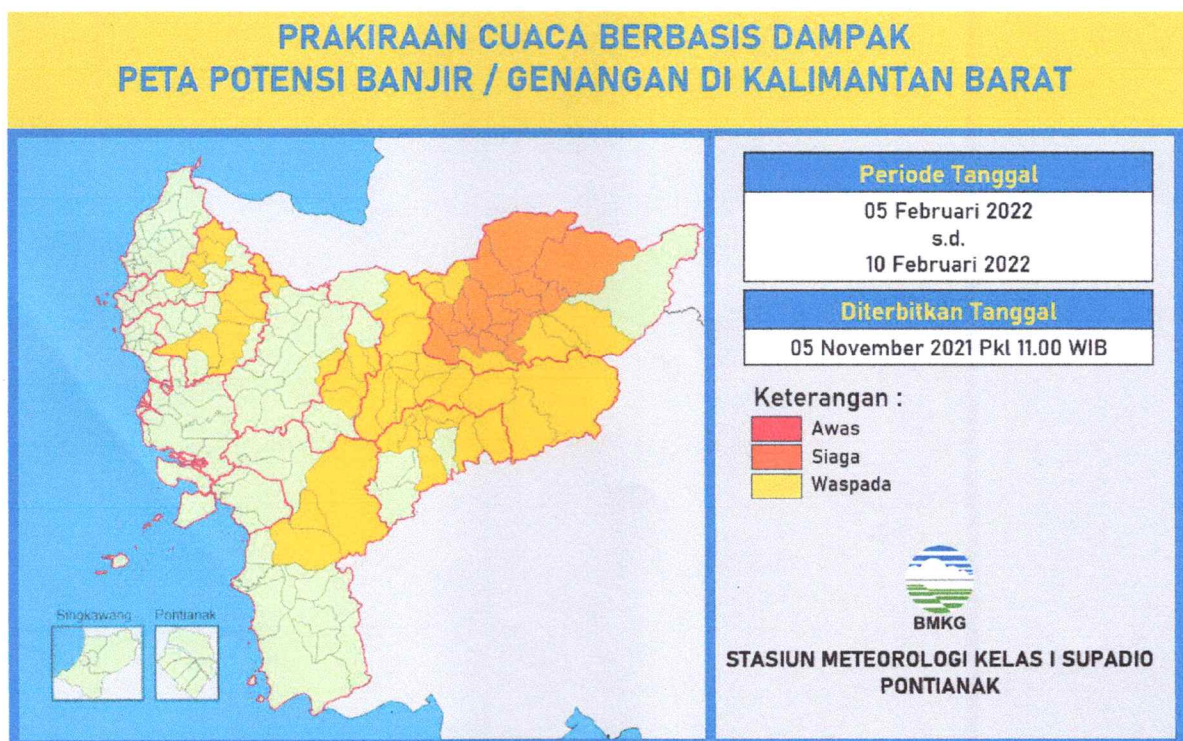 PRAKIRAAN CUACA BERBASIS DAMPAK
PETA POTENSI BANJIR / GENANGAN DI KALIMANTAN BARAT
Periode Tanggal
05 Februari 2022
s.d.
10 Februari 2022
Diterbitkan Tanggal
05 November 2021 Pkl 11.00 WIB
Keterangan :
Awas
Siaga
Waspada
BMKG
STASIUN METEOROLOGI KELAS I SUPADIO
PONTIANAK
Singkawang
Pontianak